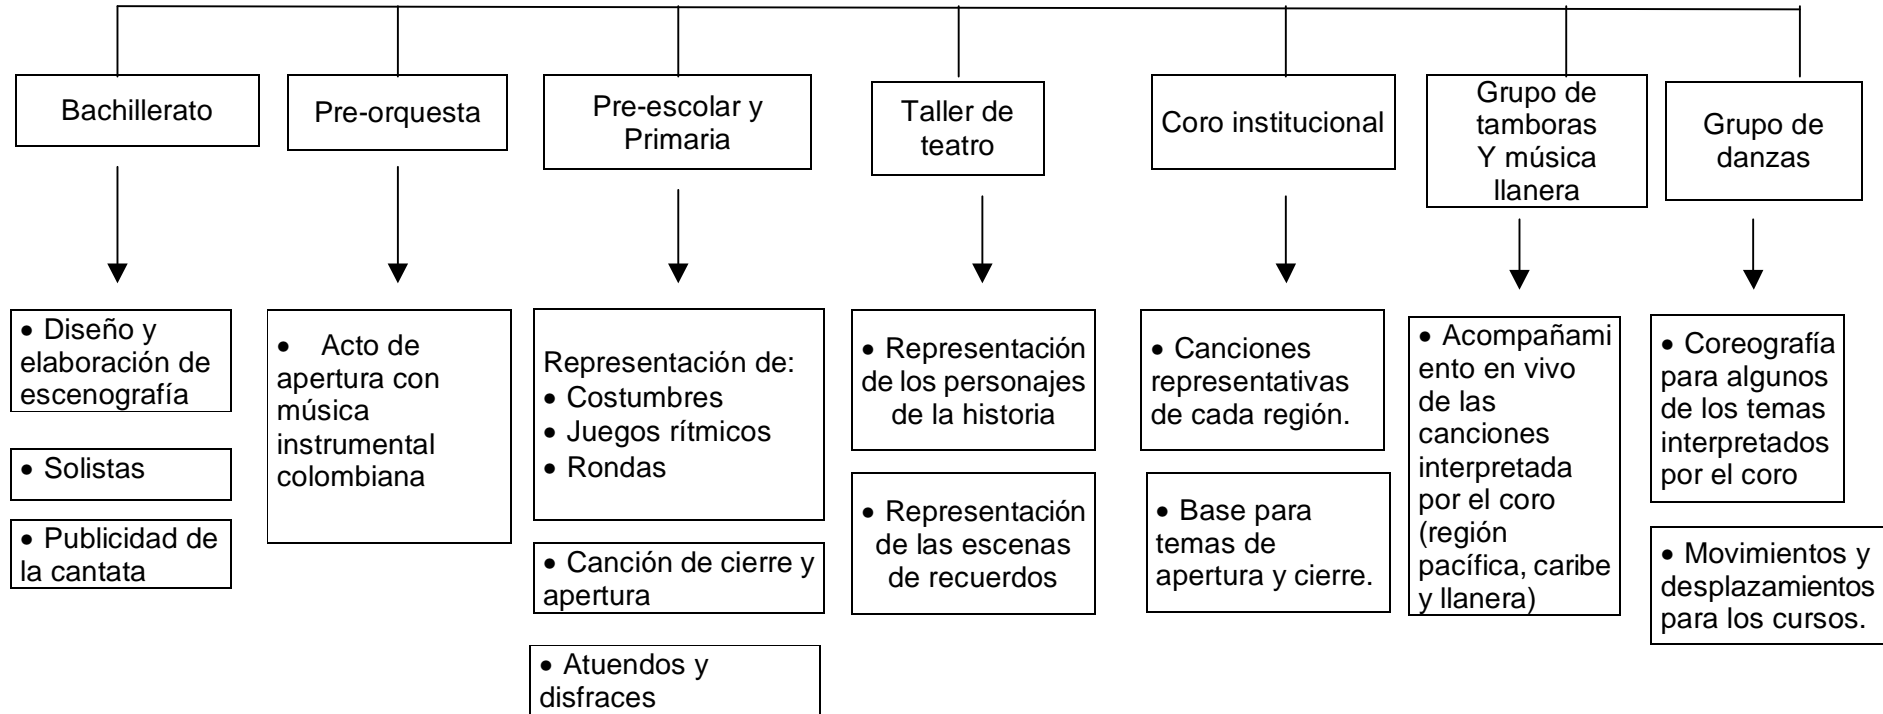 Bachillerato
Pre-orquesta
Pre-escolar y
Primaria
Taller de
teatro
Coro institucional
Grupo de
tamboras
Y música
llanera
Grupo de
danzas
• Diseño y
elaboración de
escenografía
• Solistas
• Publicidad de
la cantata
• Acto de
apertura con
música
instrumental
colombiana
Representación de:
• Costumbres
• Juegos rítmicos
• Rondas
• Canción de cierre y
apertura
• Atuendos y
disfraces
• Representación
de los personajes
de la historia
• Representación
de las escenas
de recuerdos
• Canciones
representativas
de cada región.
• Base para
temas de
apertura y cierre.
• Acompañami
ento en vivo
de las
canciones
interpretada
por el coro
(región
pacífica, caribe
y llanera)
• Coreografía
para algunos
de los temas
interpretados
por el coro
• Movimientos y
desplazamientos
para los cursos.